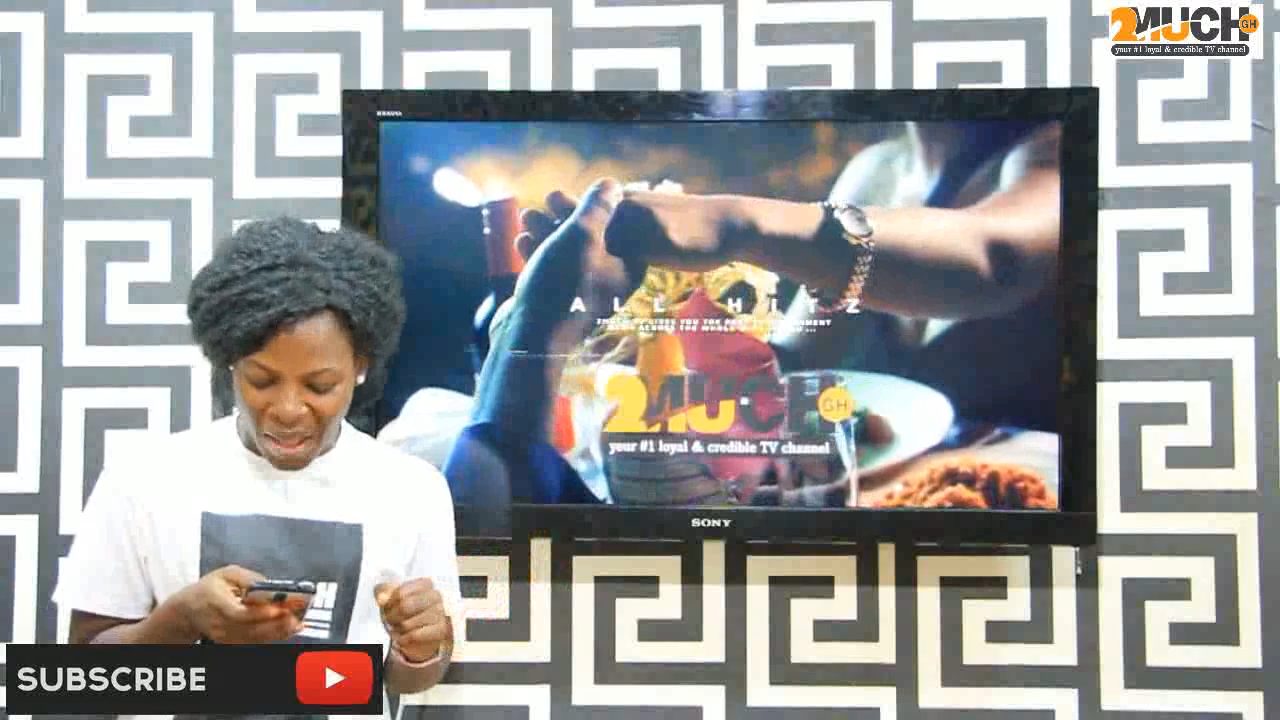 2MUCH GH
your #1 loyal & credible TV channel
BRAVIA
ALL HITZ
2MUCH GH
your #1 loyal & credible TV channel
SONY
SUBSCRIBE